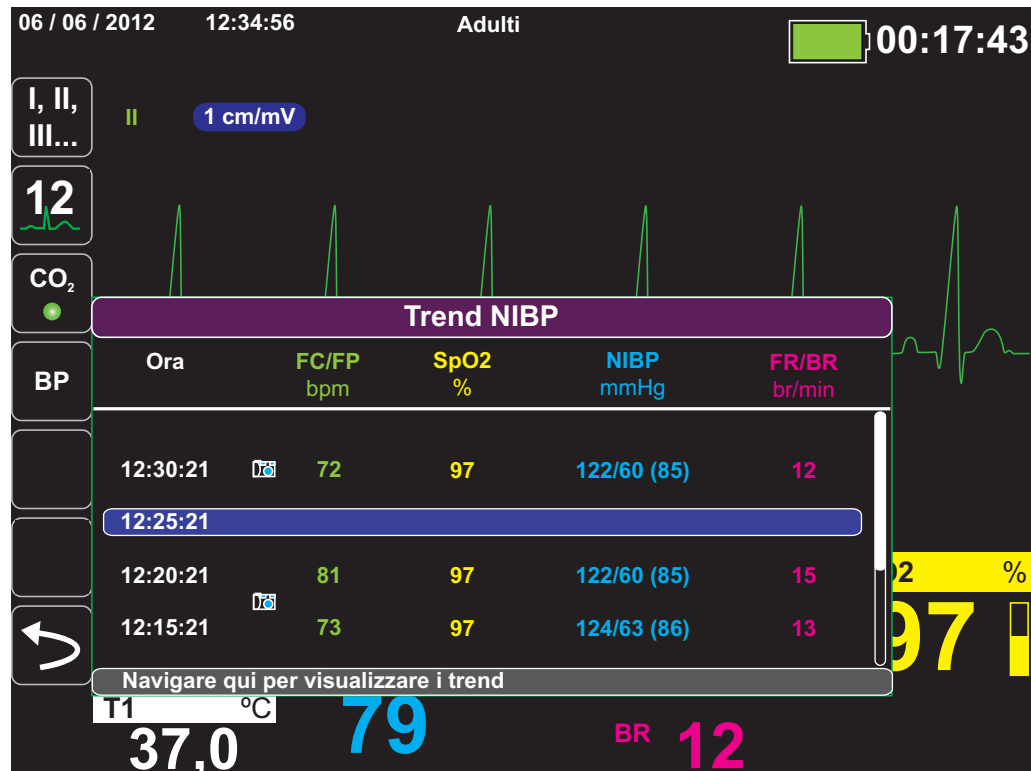 06 / 06 / 2012 12:34:56 Adulti 00:17:43
I, II, III...
II 1 cm/mV
12
CO₂
BP
Trend NIBP
Ora FC/FP SpO2 NIBP FR/BR
bpm % mmHg br/min
12:30:21 72 97 122/60 (85) 12
12:25:21
12:20:21 81 97 122/60 (85) 15
12:15:21 73 97 124/63 (86) 13
Navigare qui per visualizzare i trend
O2 %
97
T1 ºC
37,0
79
BR 12